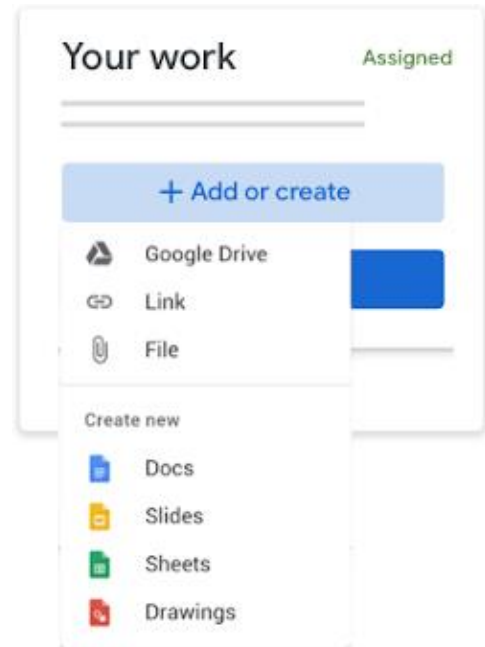 Your work
Assigned
+ Add or create
Google Drive
Link
File
Create new
Docs
Slides
Sheets
Drawings